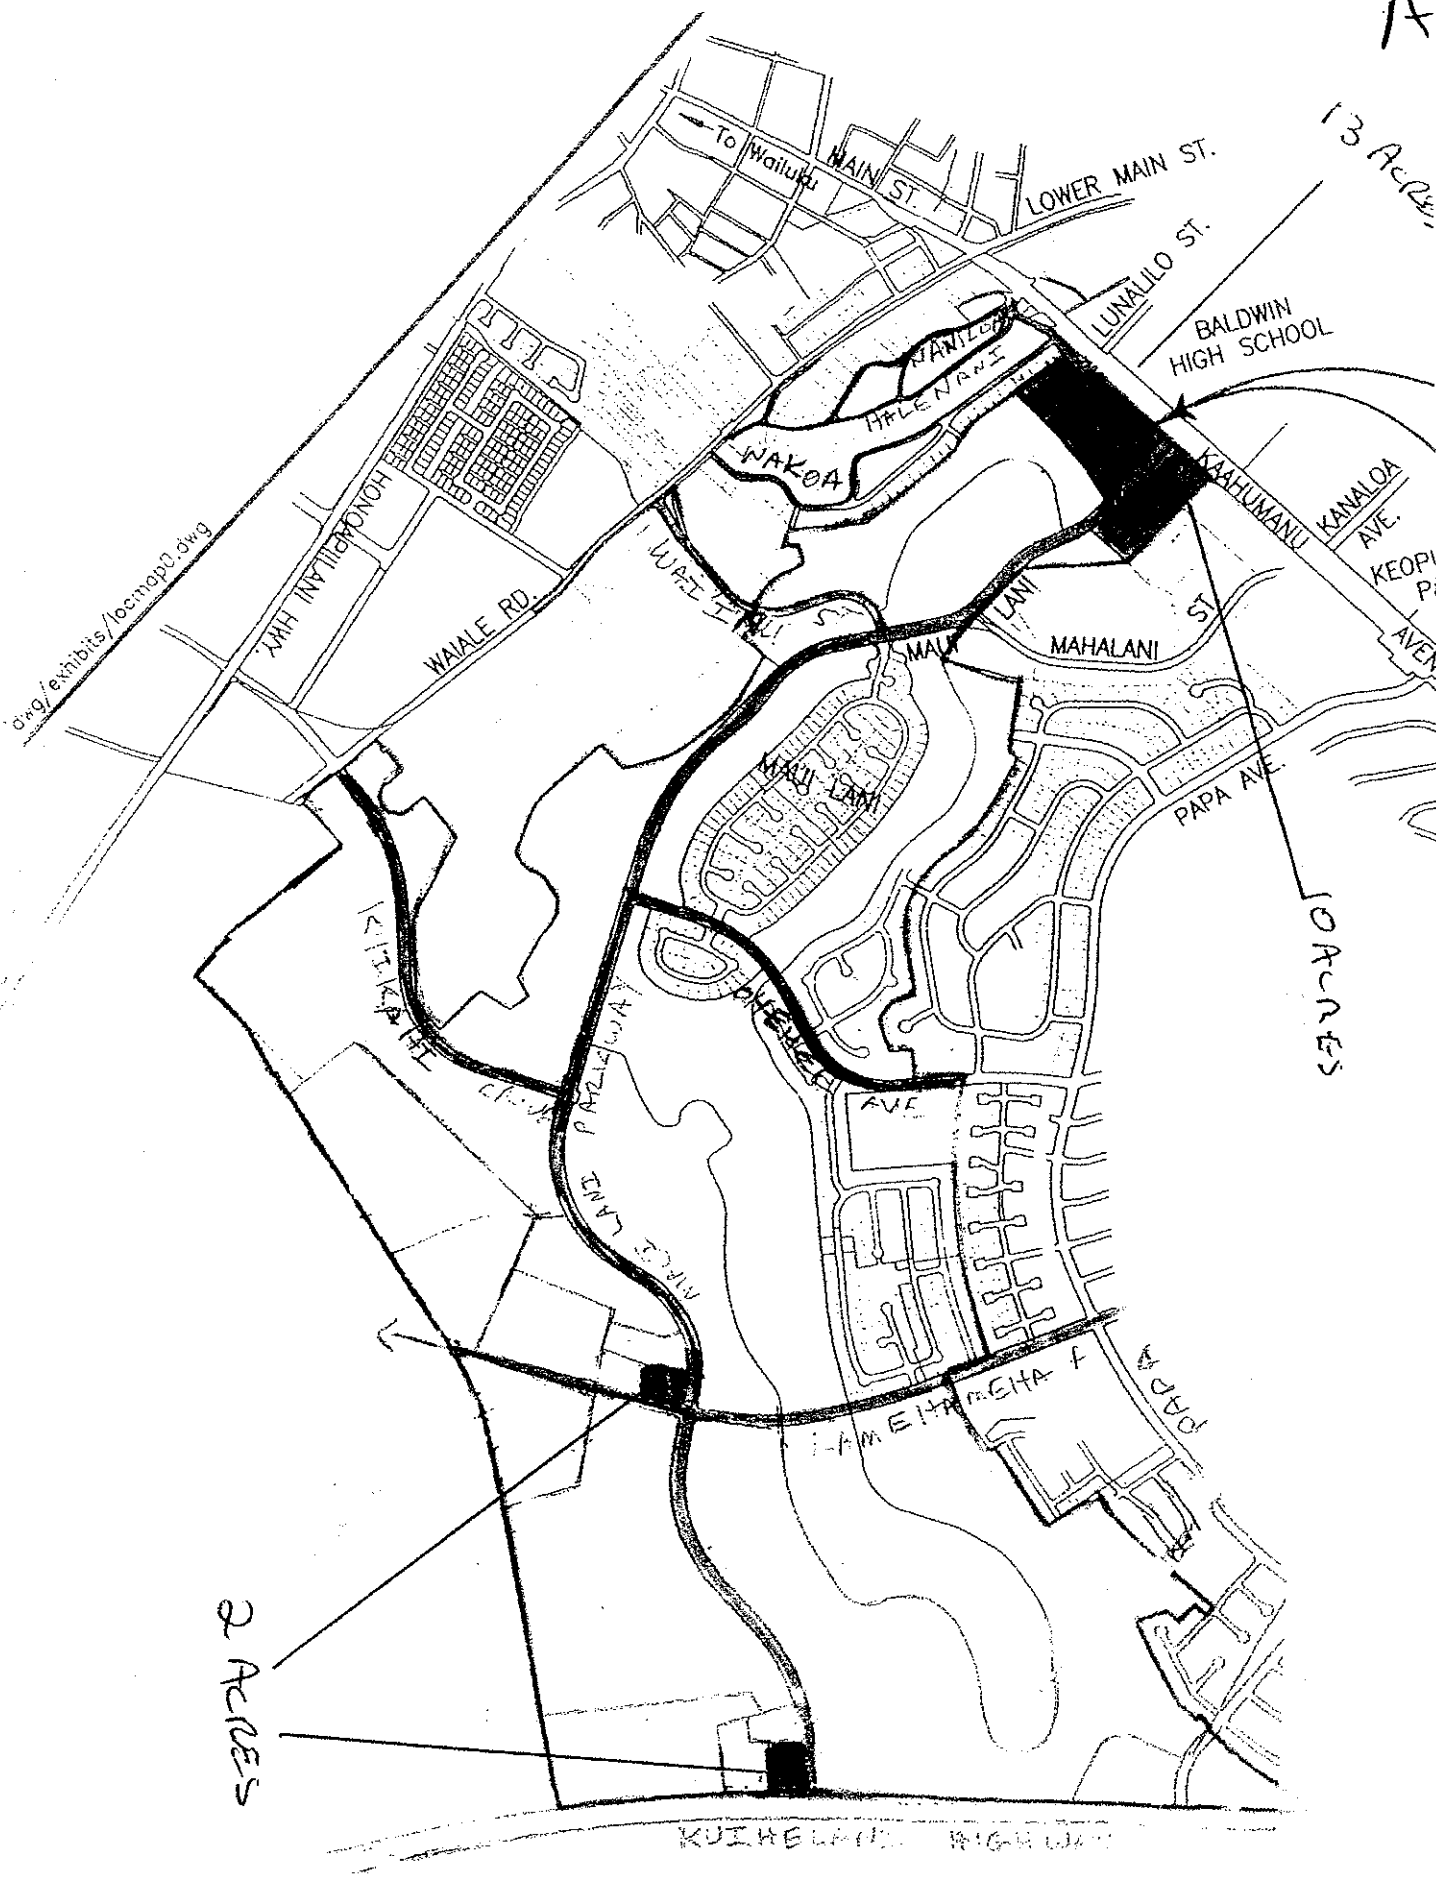 A
13 ACRES
To Wailuku
MAIN ST.
LOWER MAIN ST.
LUNALILO ST.
BALDWIN
HIGH SCHOOL
NANILOA
HALENANI
WAKOA
KAAHUMANU
KANALOA
AVE.
HONOAPIILANI HWY.
dwg/exhibits/locmap0.dwg
WAIALE RD.
MAUI
LANI
MAHALANI
ST
MAUI
LANI
PAPA AVE.
10 ACRES
AVE
MAUI LANI PARKWAY
PAPA
2 ACRES
KUIHELANI HIGHWAY